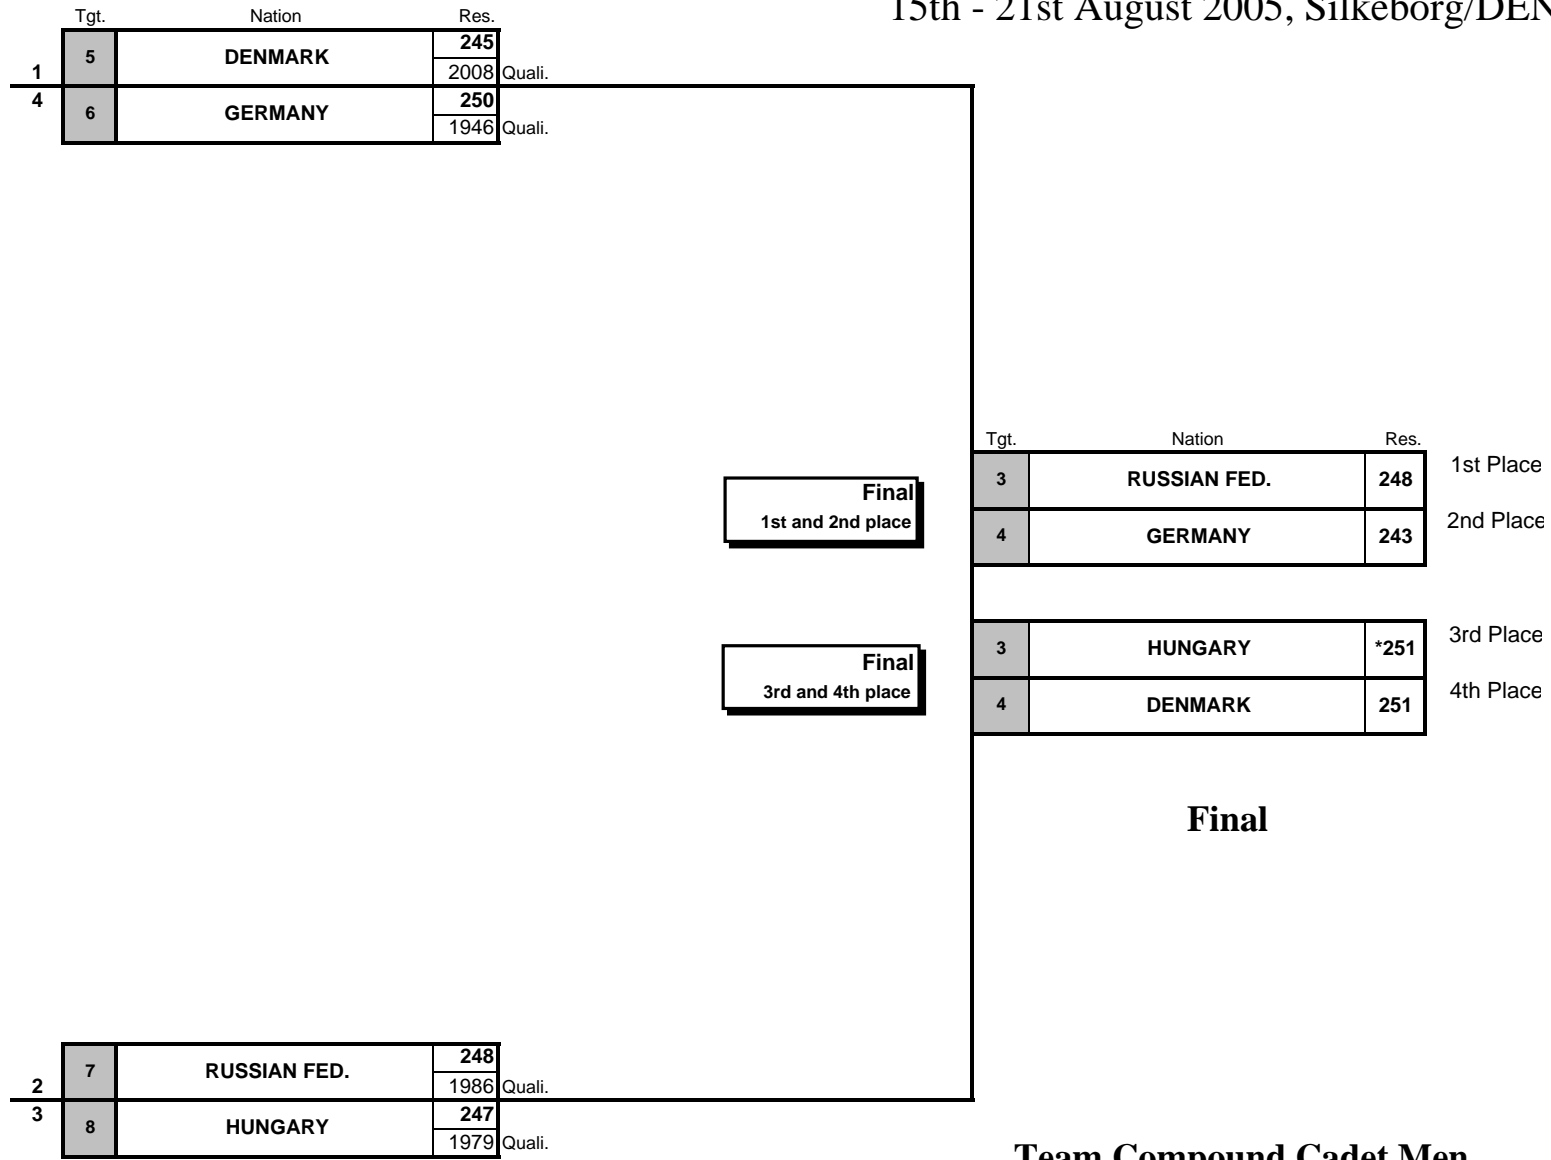 15th - 21st August 2005, Silkeborg/DEN
Tgt. Nation Res.
5 DENMARK 245
1 2008 Quali.
4 6 GERMANY 250
1946 Quali.
Tgt. Nation Res.
3 RUSSIAN FED. 248 1st Place
4 GERMANY 243 2nd Place
Final
1st and 2nd place
3 HUNGARY *251 3rd Place
4 DENMARK 251 4th Place
Final
3rd and 4th place
Final
7 RUSSIAN FED. 248
2 1986 Quali.
3 8 HUNGARY 247
1979 Quali.
Team Compound Cadet Men